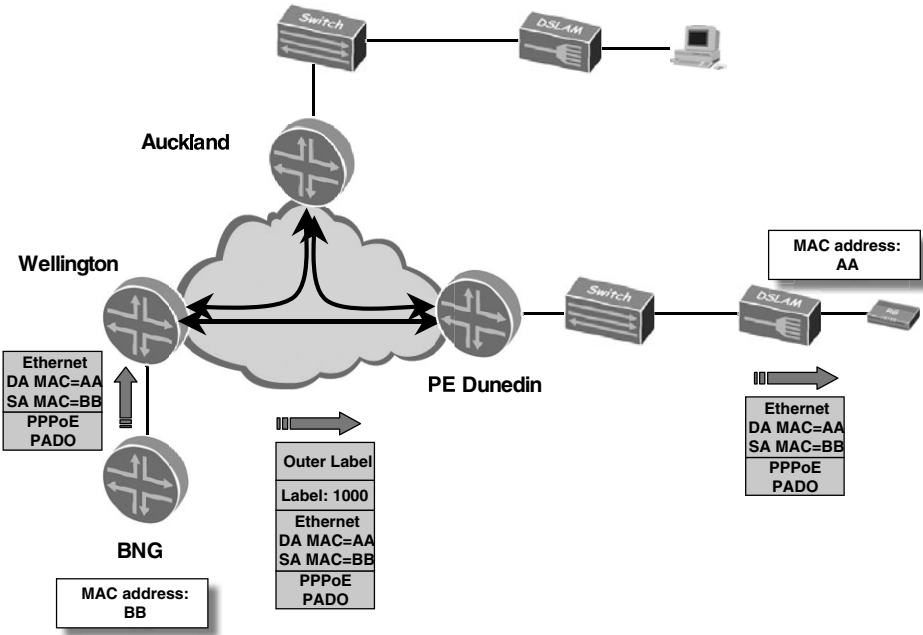 Switch
DSLAM
Auckland
MAC address:
AA
Wellington
Switch
DSLAM
RG
PE Dunedin
Ethernet
DA MAC=AA
SA MAC=BB
PPPoE
PADO
Outer Label
Label: 1000
Ethernet
DA MAC=AA
SA MAC=BB
PPPoE
PADO
Ethernet
DA MAC=AA
SA MAC=BB
PPPoE
PADO
BNG
MAC address:
BB